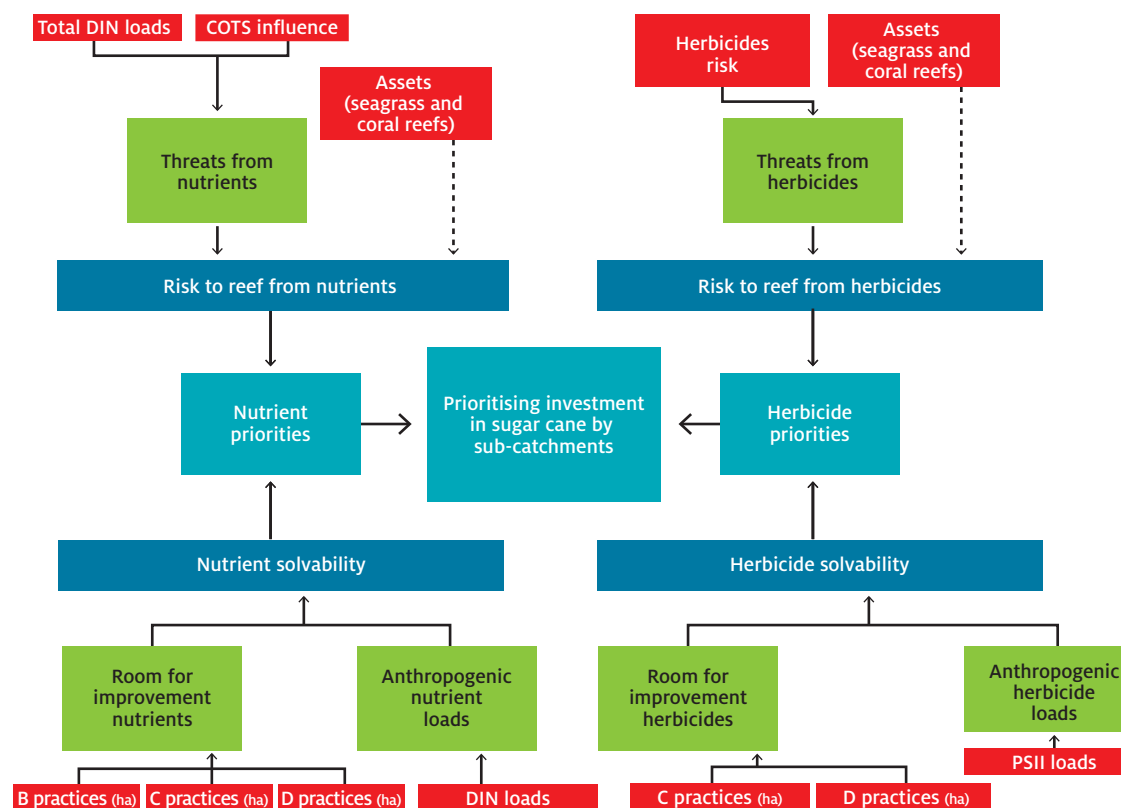 Total DIN loads
COTS influence
Assets
(seagrass and
coral reefs)
Threats from
nutrients
Risk to reef from nutrients
Herbicides
risk
Assets
(seagrass and
coral reefs)
Threats from
herbicides
Risk to reef from herbicides
Nutrient
priorities
Prioritising investment
in sugar cane by
sub-catchments
Herbicide
priorities
Nutrient solvability
Herbicide solvability
Room for
improvement
nutrients
Anthropogenic
nutrient
loads
Room for
improvement
herbicides
Anthropogenic
herbicide
loads
B practices (ha)
C practices (ha)
D practices (ha)
DIN loads
C practices (ha)
D practices (ha)
PSII loads